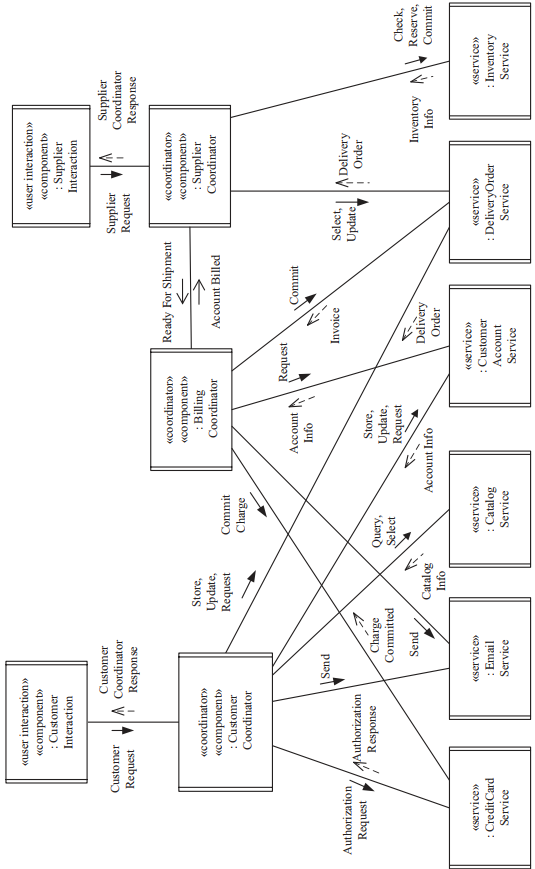 «user interaction»
«component»
: Customer
Interaction
«user interaction»
«component»
: Supplier
Interaction
Customer
Request
Customer
Coordinator
Response
Supplier
Request
Supplier
Coordinator
Response
«coordinator»
«component»
: Customer
Coordinator
«coordinator»
«component»
: Billing
Coordinator
«coordinator»
«component»
: Supplier
Coordinator
Ready For Shipment
Account Billed
Store,
Update,
Request
Commit
Charge
Account
Info
Request
Commit
Invoice
Select,
Update
Delivery
Order
Check,
Reserve,
Commit
Inventory
Info
Authorization
Request
Authorization
Response
Send
Charge
Committed
Send
Query,
Select
Catalog
Info
Store,
Update,
Request
Account Info
Delivery
Order
«service»
: CreditCard
Service
«service»
: Email
Service
«service»
: Catalog
Service
«service»
: Customer
Account
Service
«service»
: DeliveryOrder
Service
«service»
: Inventory
Service